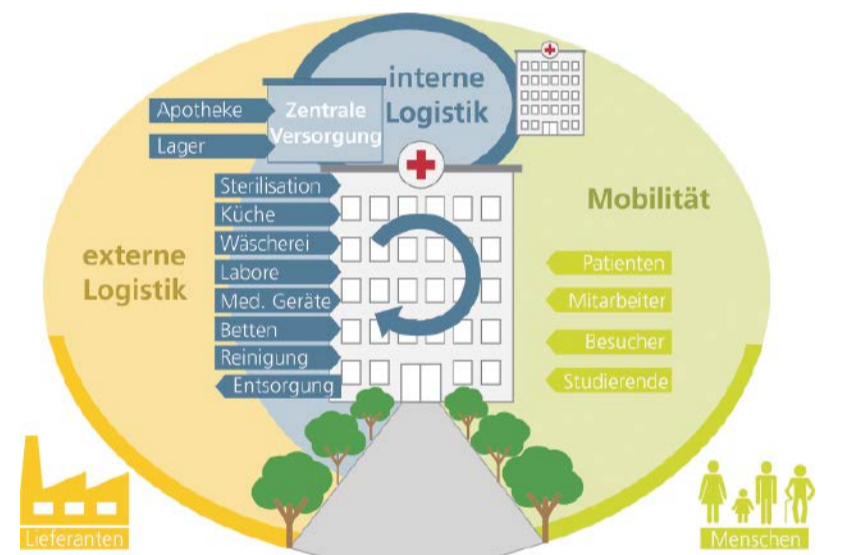 interne
Logistik
Apotheke
Lager
Zentrale
Versorgung
Sterilisation
Küche
Wäscherei
Labore
Med. Geräte
Betten
Reinigung
Entsorgung
externe
Logistik
Mobilität
Patienten
Mitarbeiter
Besucher
Studierende
Lieferanten
Menschen